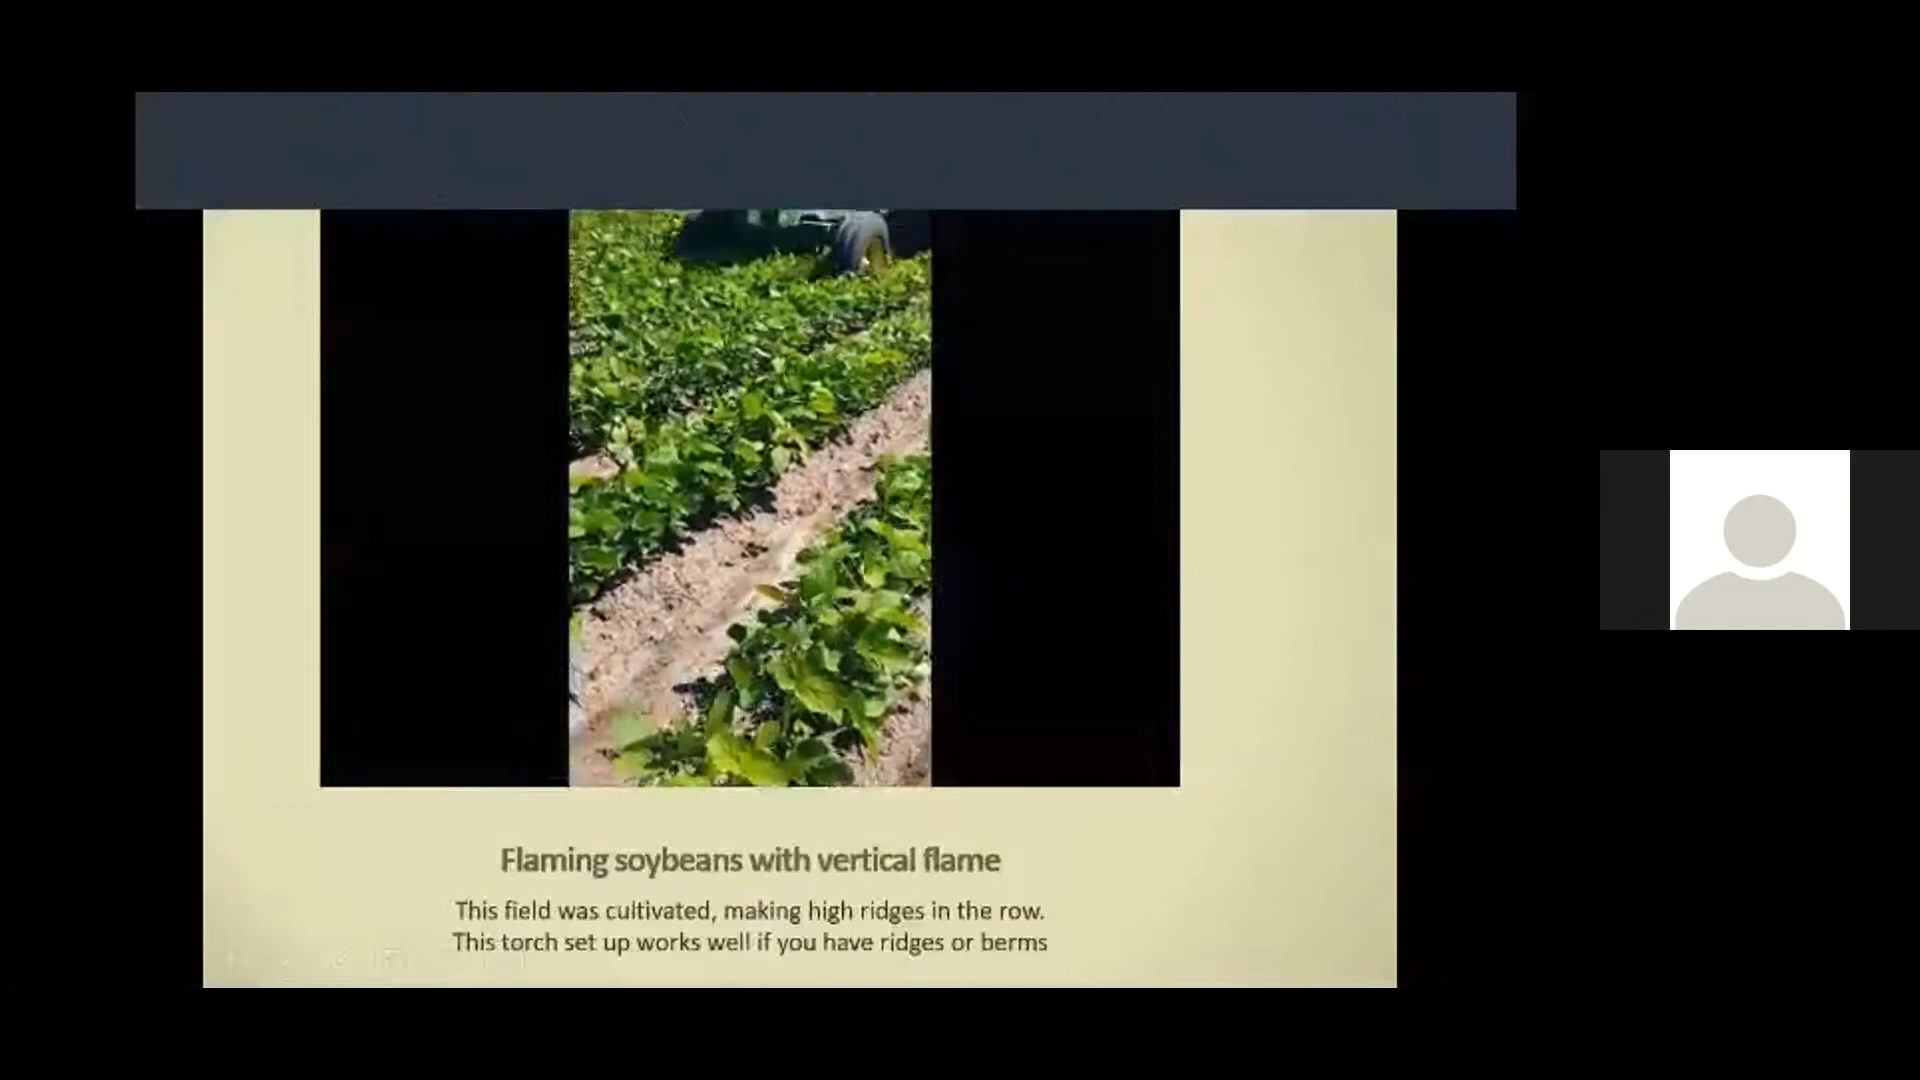 Flaming soybeans with vertical flame
This field was cultivated, making high ridges in the row.
This torch set up works well if you have ridges or berms